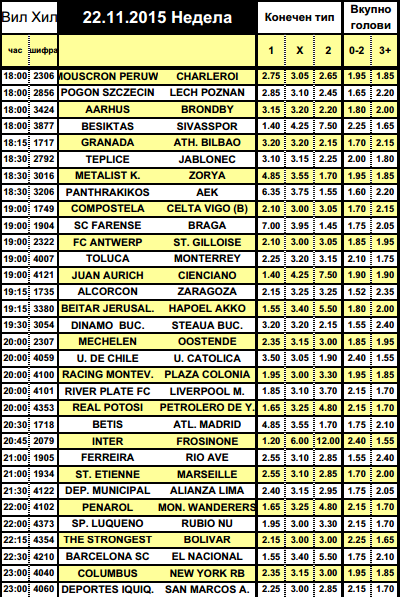 Вил Хил 22.11.2015 Недела Конечен тип Вкупно голови
час шифра 1 X 2 0-2 3+
18:00 2306 MOUSCRON PERUW CHARLEROI 2.75 3.05 2.65 1.95 1.85
18:00 2856 POGON SZCZECIN LECH POZNAN 2.85 3.10 2.45 1.65 2.20
18:00 3424 AARHUS BRONDBY 3.15 3.20 2.20 1.80 2.00
18:00 3877 BESIKTAS SIVASSPOR 1.40 4.25 7.50 2.25 1.65
18:15 1717 GRANADA ATH. BILBAO 3.20 3.20 2.15 1.70 2.15
18:30 2792 TEPLICE JABLONEC 3.10 3.15 2.25 2.00 1.80
18:30 3016 METALIST K. ZORYA 4.85 3.55 1.70 1.95 1.85
18:30 3206 PANTHRAKIKOS AEK 6.35 3.75 1.55 1.60 2.20
19:00 1749 COMPOSTELA CELTA VIGO (B) 2.10 3.00 3.05 1.70 2.15
19:00 1904 SC FARENSE BRAGA 7.00 3.95 1.45 1.75 2.05
19:00 2322 FC ANTWERP ST. GILLOISE 2.10 3.00 3.05 1.85 1.95
19:00 4007 TOLUCA MONTERREY 2.25 3.20 3.15 2.10 1.75
19:00 4121 JUAN AURICH CIENCIANO 1.40 4.25 7.50 1.90 1.90
19:15 1735 ALCORCON ZARAGOZA 2.15 3.25 3.25 1.52 2.35
19:15 3380 BEITAR JERUSAL. HAPOEL AKKO 1.55 3.40 5.50 1.80 2.00
19:30 3054 DINAMO BUC. STEAUA BUC. 3.20 3.20 2.15 1.55 2.40
20:00 2307 MECHELEN OOSTENDE 2.35 3.15 3.00 1.85 1.95
20:00 4059 U. DE CHILE U. CATOLICA 3.50 3.05 1.90 2.40 1.55
20:00 4100 RACING MONTEV. PLAZA COLONIA 1.95 3.00 3.30 1.95 1.85
20:00 4101 RIVER PLATE FC LIVERPOOL M. 1.85 3.10 3.70 2.15 1.70
20:00 4353 REAL POTOSI PETROLERO DE Y. 1.65 3.25 4.80 2.15 1.70
20:30 1718 BETIS ATL. MADRID 4.85 3.55 1.70 1.75 2.10
20:45 2079 INTER FROSINONE 1.20 6.00 12.00 2.40 1.55
21:00 1905 FERREIRA RIO AVE 2.55 3.10 2.85 1.55 2.40
21:00 1934 ST. ETIENNE MARSEILLE 2.55 3.10 2.85 1.70 2.00
21:30 4122 DEP. MUNICIPAL ALIANZA LIMA 2.40 3.15 2.95 1.75 2.05
22:00 4102 PENAROL MON. WANDERERS 1.65 3.25 4.80 2.15 1.70
22:00 4373 SP. LUQUENO RUBIO NU 1.95 3.00 3.30 2.15 1.70
22:15 4354 THE STRONGEST BOLIVAR 2.15 3.00 3.00 2.25 1.65
22:30 4210 BARCELONA SC EL NACIONAL 1.55 3.40 5.50 1.75 2.10
23:00 4040 COLUMBUS NEW YORK RB 2.35 3.15 3.00 1.95 1.85
23:00 4060 DEPORTES IQUIQ. SAN MARCOS A. 2.25 3.00 2.85 2.15 1.70